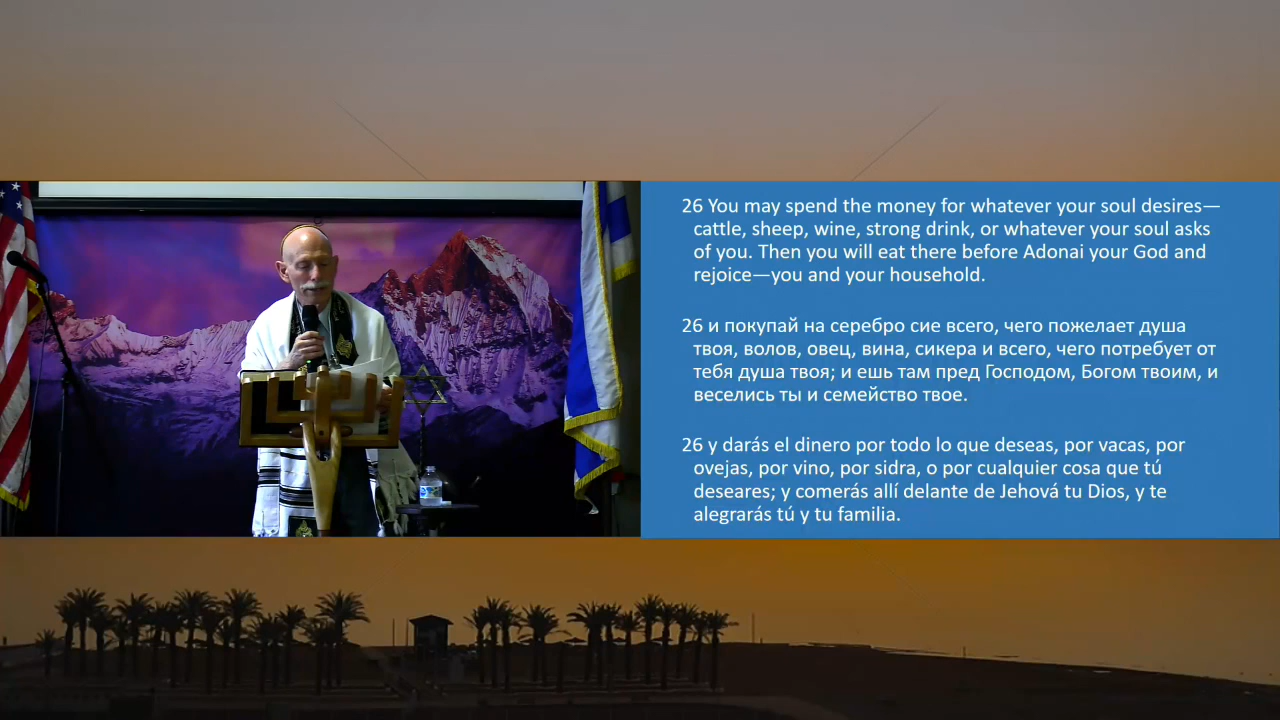 26 You may spend the money for whatever your soul desires—
cattle, sheep, wine, strong drink, or whatever your soul asks
of you. Then you will eat there before Adonai your God and
rejoice—you and your household.
26 и покупай на серебро сие всего, чего пожелает душа
твоя, волов, овец, вина, сикера и всего, чего потребует от
тебя душа твоя; и ешь там пред Господом, Богом твоим, и
веселись ты и семейство твое.
26 y darás el dinero por todo lo que deseas, por vacas, por
ovejas, por vino, por sidra, o por cualquier cosa que tú
deseares; y comerás allí delante de Jehová tu Dios, y te
alegrarás tú y tu familia.